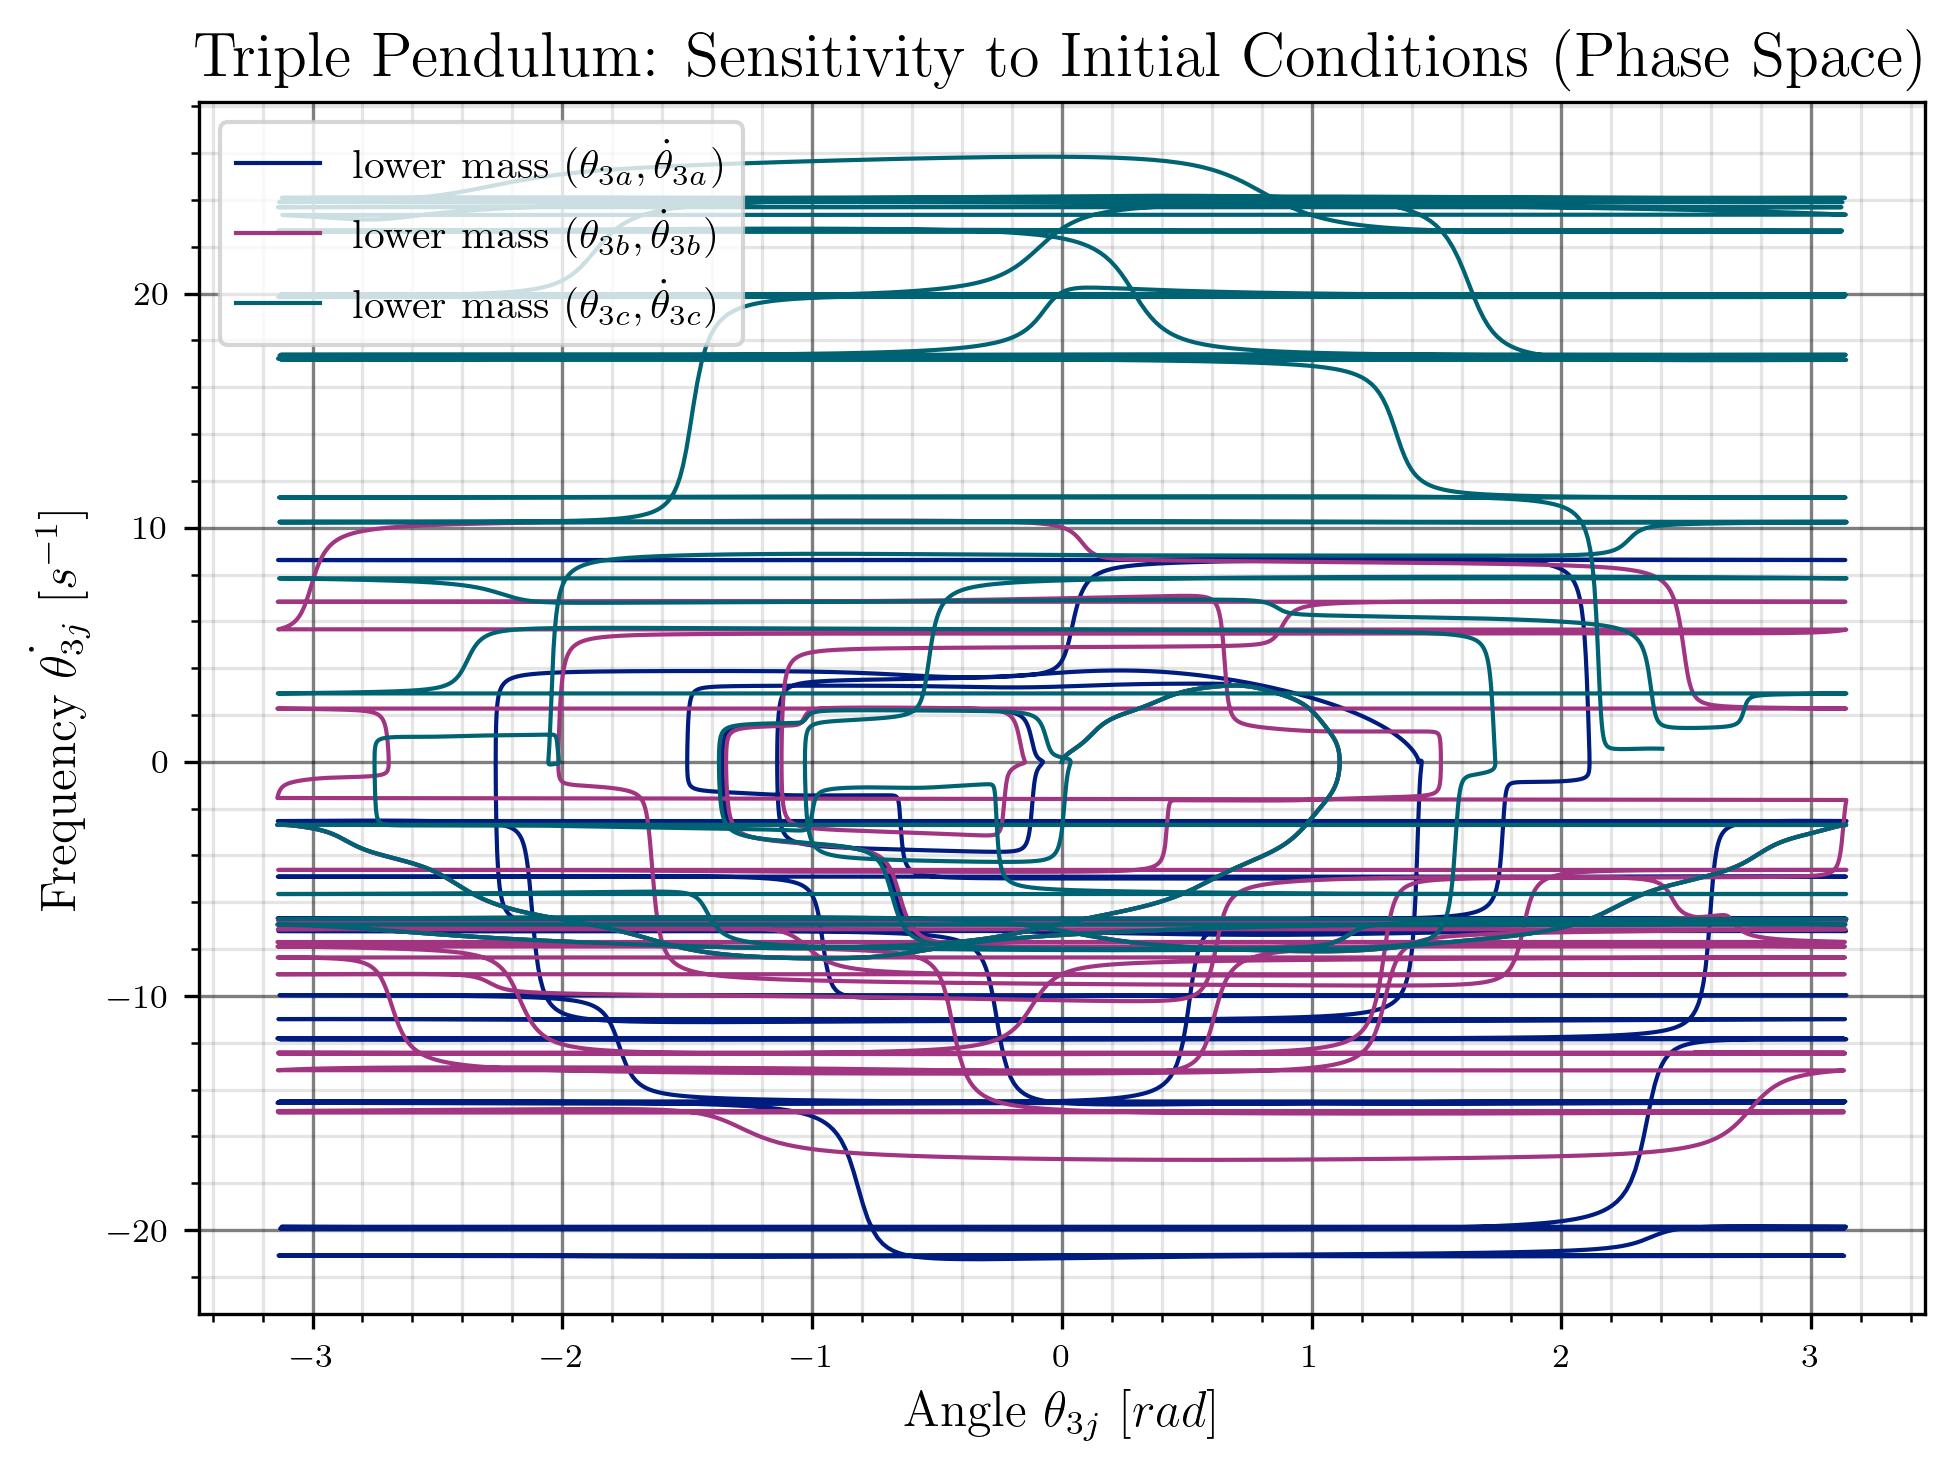 Triple Pendulum: Sensitivity to Initial Conditions (Phase Space)
lower mass (θ₃ₐ, θ̇₃ₐ)
lower mass (θ₃b, θ̇₃b)
lower mass (θ₃c, θ̇₃c)
Frequency θ̇₃ⱼ [s⁻¹]
20
10
0
−10
−20
−3
−2
−1
0
1
2
3
Angle θ₃ⱼ [rad]